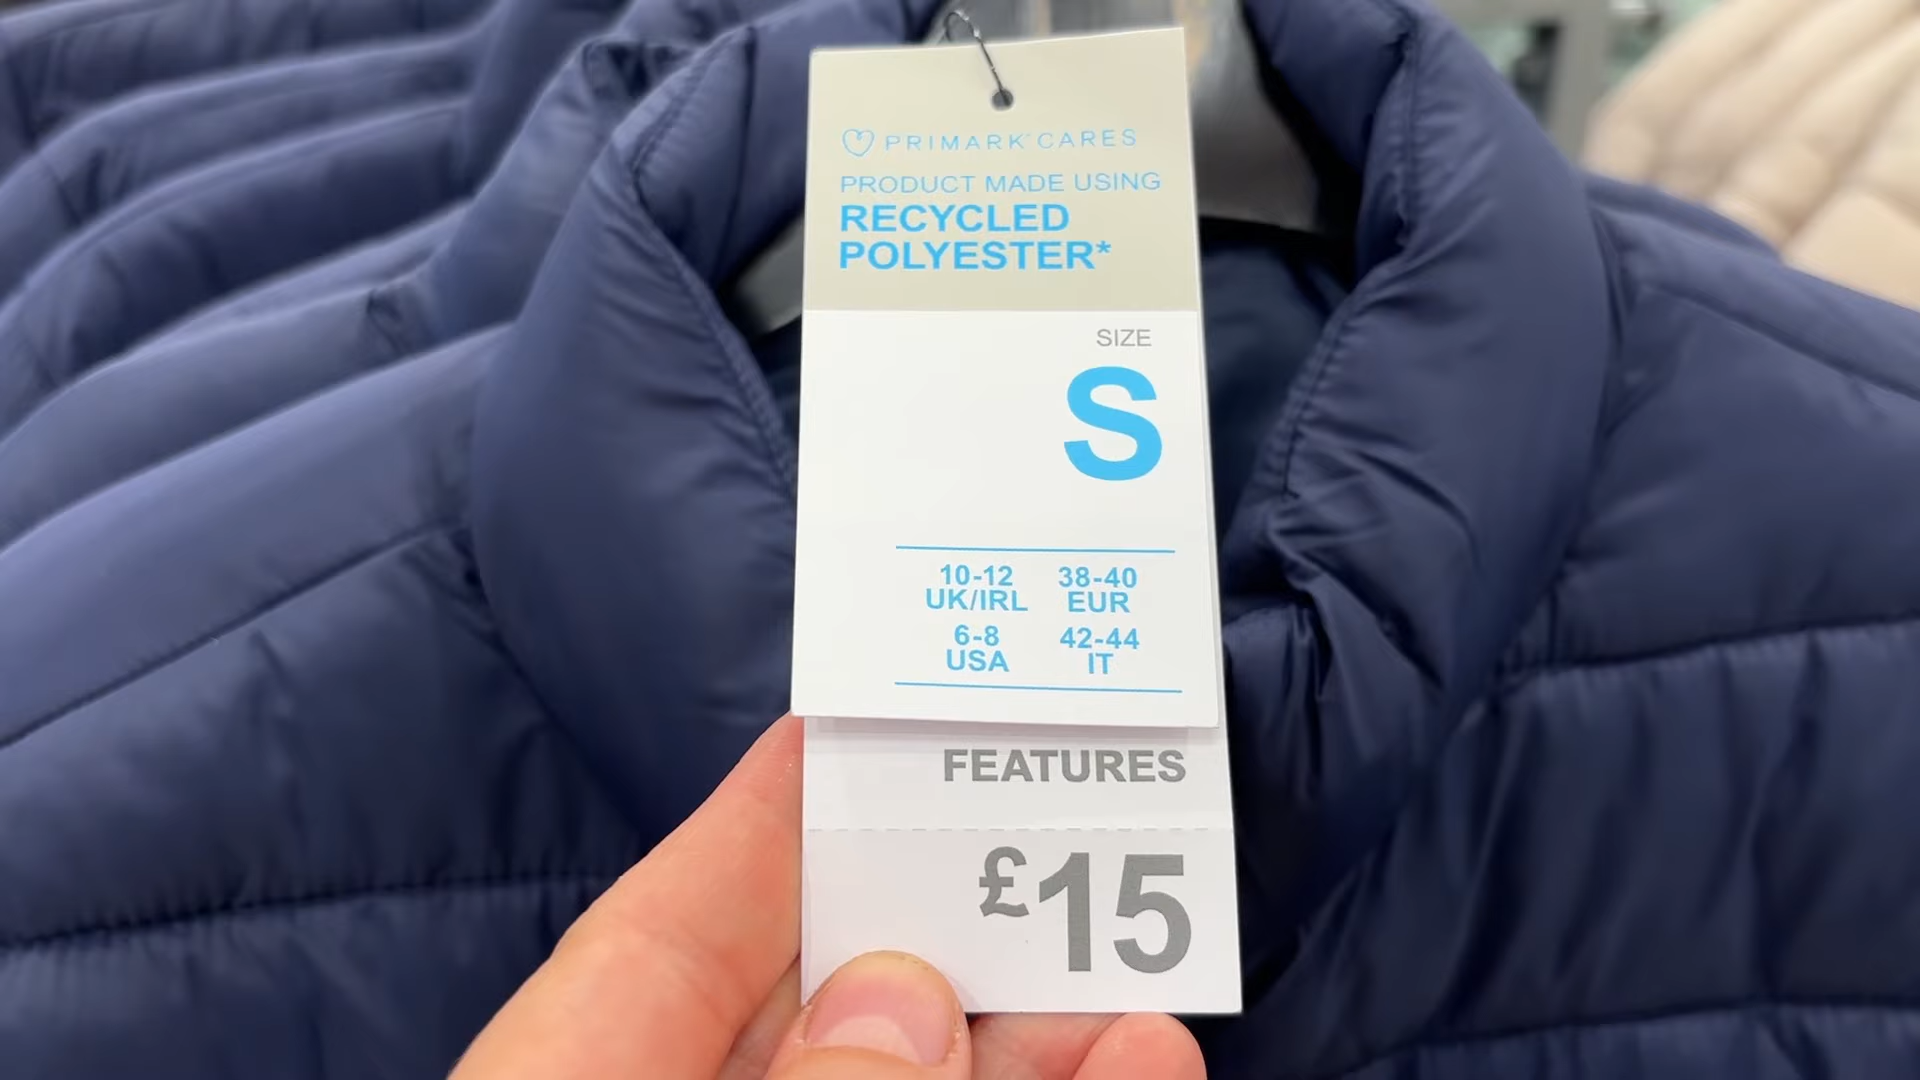 PRIMARK CARES
PRODUCT MADE USING
RECYCLED
POLYESTER*
SIZE
S
10-12 38-40
UK/IRL EUR
6-8 42-44
USA IT
FEATURES
£15